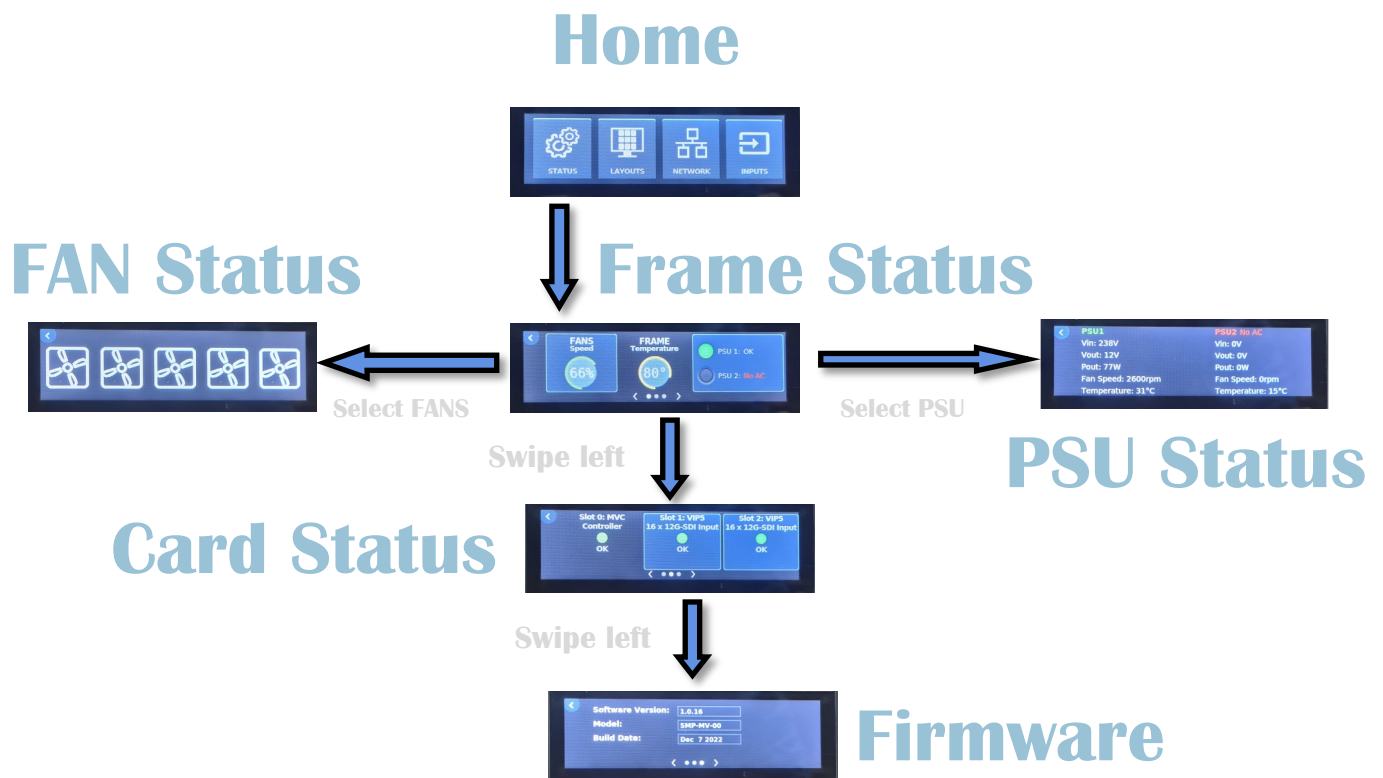 Home
STATUS
LAYOUTS
NETWORK
INPUTS
FAN Status
Frame Status
FANS
Speed
66%
FRAME
Temperature
80°
PSU 1: OK
PSU 2: No AC
PSU1
Vin: 238V
Vout: 12V
Pout: 77W
Fan Speed: 2600rpm
Temperature: 31°C
PSU2 No AC
Vin: 0V
Vout: 0V
Pout: 0W
Fan Speed: 0rpm
Temperature: 15°C
Select FANS
Select PSU
PSU Status
Swipe left
Card Status
Slot 0: MVC
Controller
OK
Slot 1: VIP5
16 x 12G-SDI Input
OK
Slot 2: VIP5
16 x 12G-SDI Input
OK
Swipe left
Software Version: 1.0.16
Model: SMP-MV-00
Build Date: Dec 7 2022
Firmware